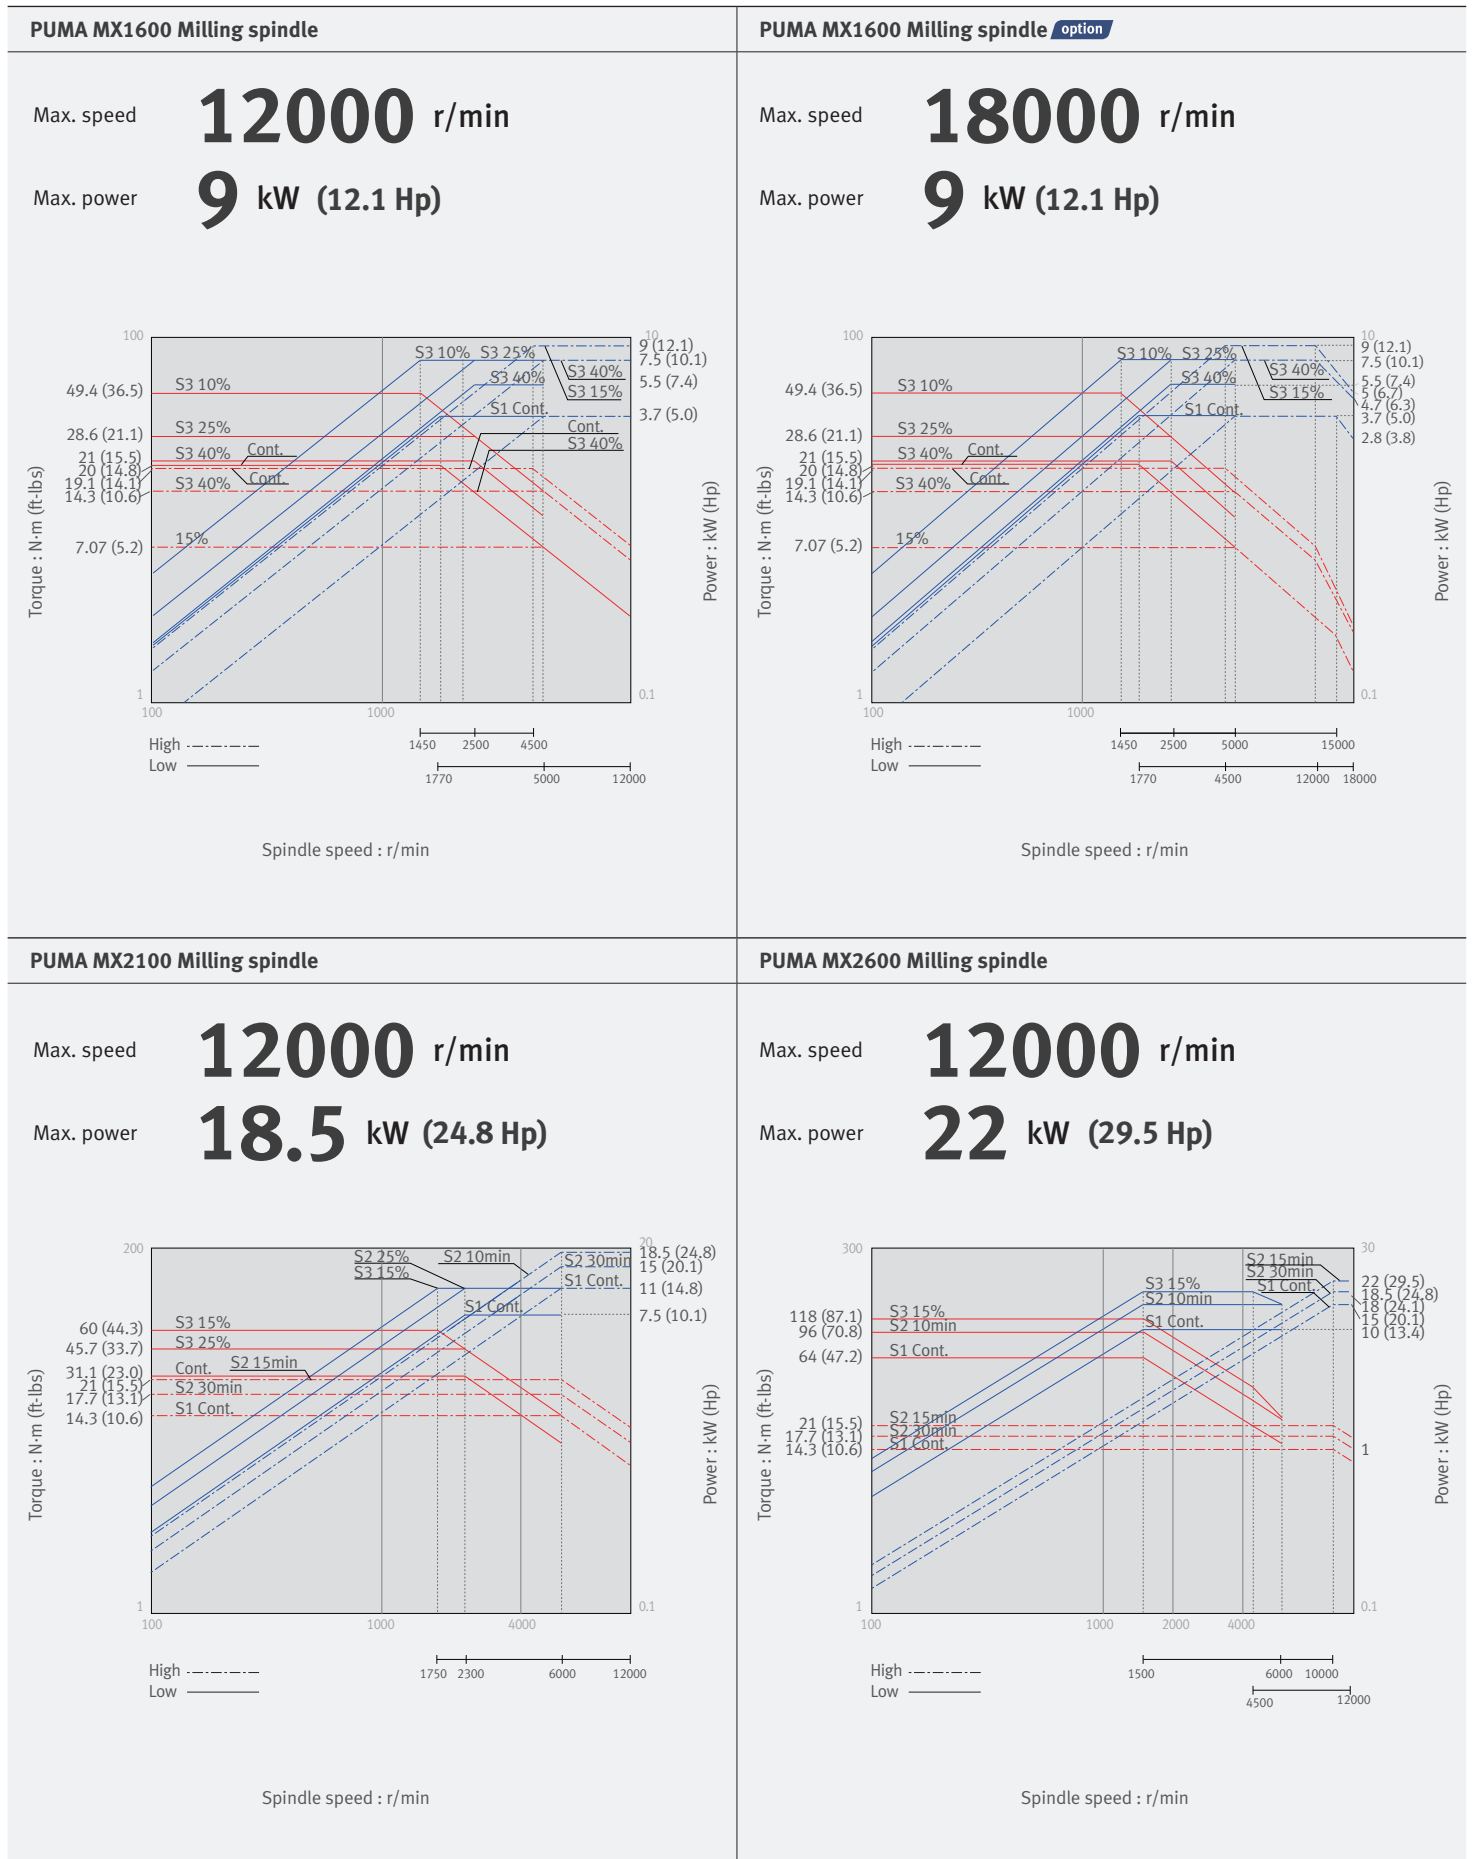 PUMA MX1600 Milling spindle
Max. speed 12000 r/min
Max. power 9 kW (12.1 Hp)
100
10
49.4 (36.5)
28.6 (21.1)
21 (15.5)
20 (14.8)
19.1 (14.1)
14.3 (10.6)
7.07 (5.2)
1
Torque : N·m (ft-lbs)
S3 10%
S3 25%
S3 40%
Cont.
Cont.
S3 40%
15%
S3 10%
S3 25%
S3 40%
S1 Cont.
S3 40%
S3 15%
Cont.
S3 40%
9 (12.1)
7.5 (10.1)
5.5 (7.4)
3.7 (5.0)
0.1
Power : kW (Hp)
100
1000
High
Low
1450
2500
4500
1770
5000
12000
Spindle speed : r/min
PUMA MX1600 Milling spindle option
Max. speed 18000 r/min
Max. power 9 kW (12.1 Hp)
100
10
49.4 (36.5)
28.6 (21.1)
21 (15.5)
20 (14.8)
19.1 (14.1)
14.3 (10.6)
7.07 (5.2)
1
Torque : N·m (ft-lbs)
S3 10%
S3 25%
S3 40%
Cont.
Cont.
15%
S3 10%
S3 25%
S3 40%
S1 Cont.
S3 40%
S3 15%
9 (12.1)
7.5 (10.1)
5.5 (7.4)
5 (6.7)
4.7 (6.3)
3.7 (5.0)
2.8 (3.8)
0.1
Power : kW (Hp)
100
1000
High
Low
1450
2500
5000
15000
1770
4500
12000
18000
Spindle speed : r/min
PUMA MX2100 Milling spindle
Max. speed 12000 r/min
Max. power 18.5 kW (24.8 Hp)
200
20
60 (44.3)
45.7 (33.7)
31.1 (23.0)
21 (15.5)
17.7 (13.1)
14.3 (10.6)
1
Torque : N·m (ft-lbs)
S3 15%
S3 25%
Cont.
S2 15min
S2 30min
S1 Cont.
S2 25%
S3 15%
S2 10min
S2 30min
S1 Cont.
S1 Cont.
18.5 (24.8)
15 (20.1)
11 (14.8)
7.5 (10.1)
0.1
Power : kW (Hp)
100
1000
4000
High
Low
1750
2300
6000
12000
Spindle speed : r/min
PUMA MX2600 Milling spindle
Max. speed 12000 r/min
Max. power 22 kW (29.5 Hp)
300
30
118 (87.1)
96 (70.8)
64 (47.2)
21 (15.5)
17.7 (13.1)
14.3 (10.6)
1
Torque : N·m (ft-lbs)
S3 15%
S2 10min
S1 Cont.
S2 15min
S2 30min
S1 Cont.
S3 15%
S2 10min
S1 Cont.
S2 15min
S2 30min
S1 Cont.
22 (29.5)
18.5 (24.8)
18 (24.1)
15 (20.1)
10 (13.4)
1
0.1
Power : kW (Hp)
100
1000
2000
4000
High
Low
1500
6000
10000
4500
12000
Spindle speed : r/min